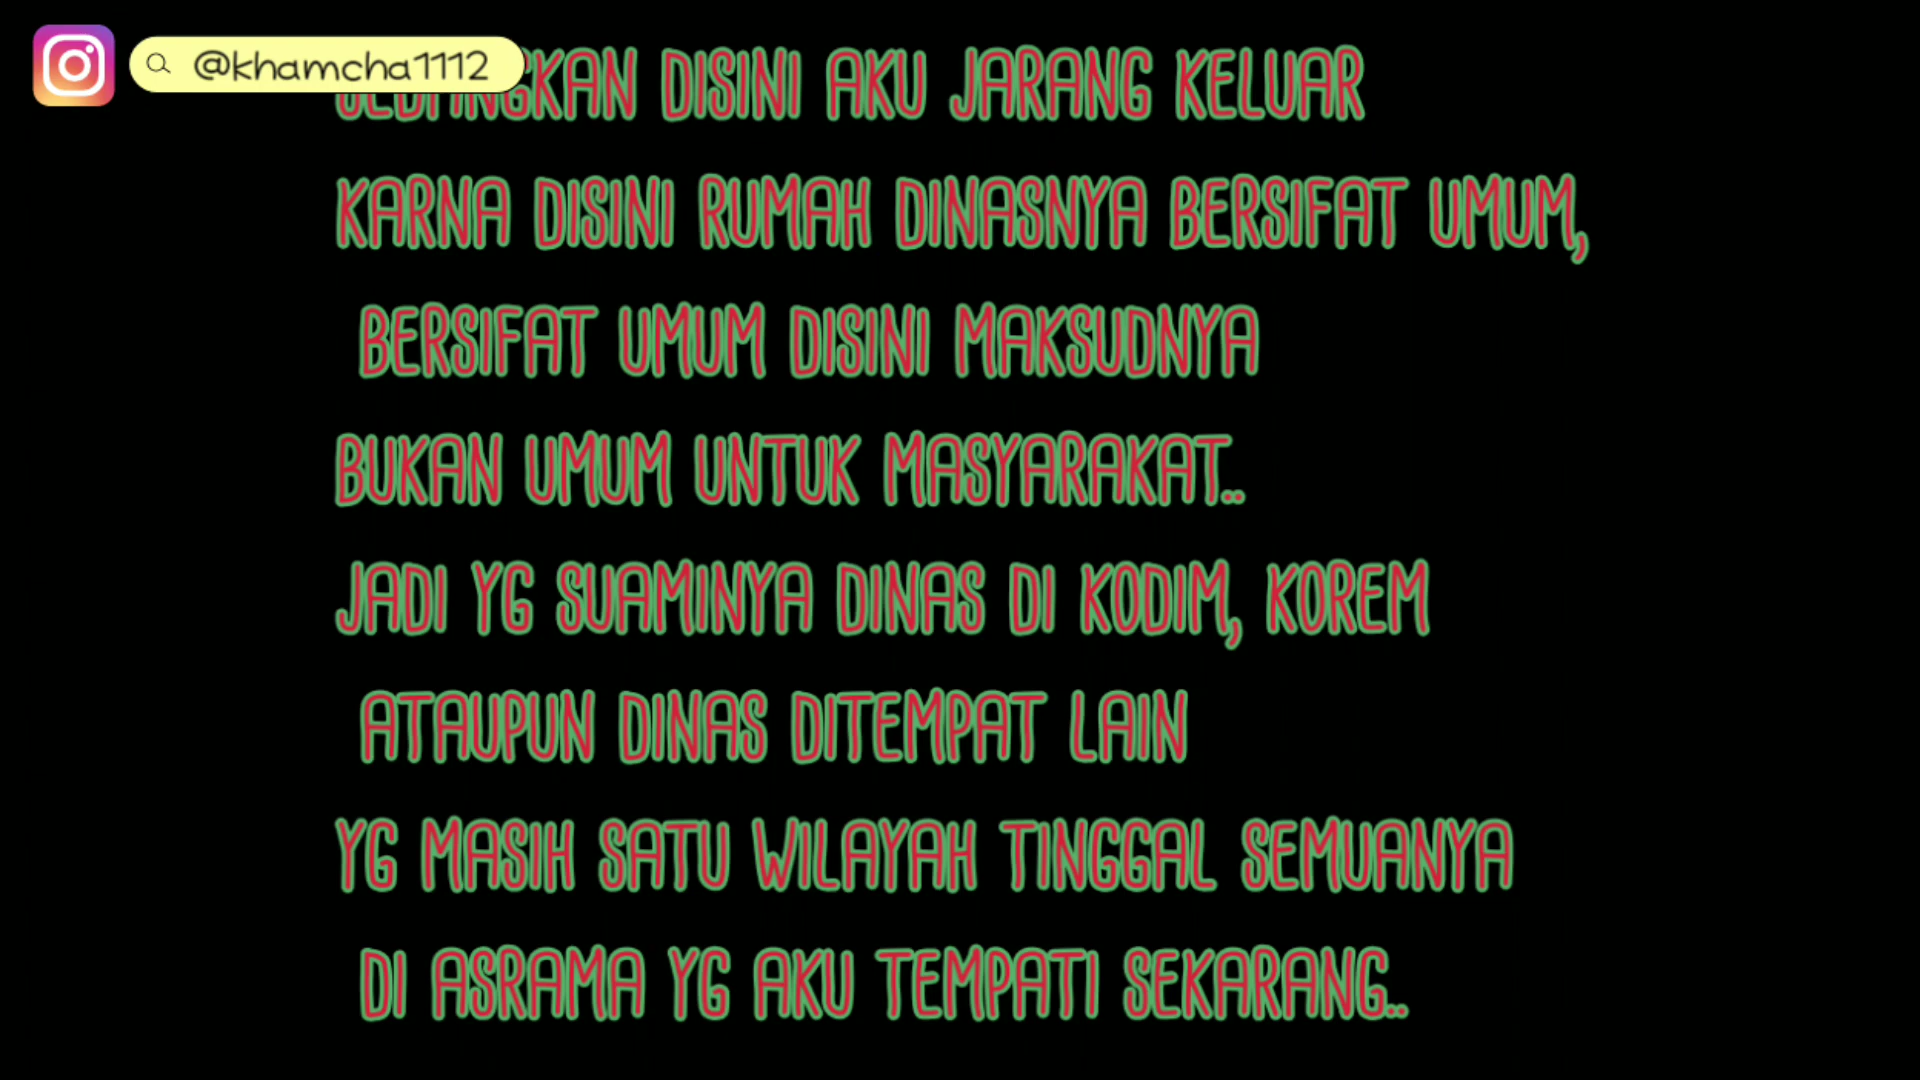 @khamcha1112
SEDANGKAN DISINI AKU JARANG KELUAR
KARNA DISINI RUMAH DINASNYA BERSIFAT UMUM,
BERSIFAT UMUM DISINI MAKSUDNYA
BUKAN UMUM UNTUK MASYARAKAT..
JADI YG SUAMINYA DINAS DI KODIM, KOREM
ATAUPUN DINAS DITEMPAT LAIN
YG MASIH SATU WILAYAH TINGGAL SEMUANYA
DI ASRAMA YG AKU TEMPATI SEKARANG..